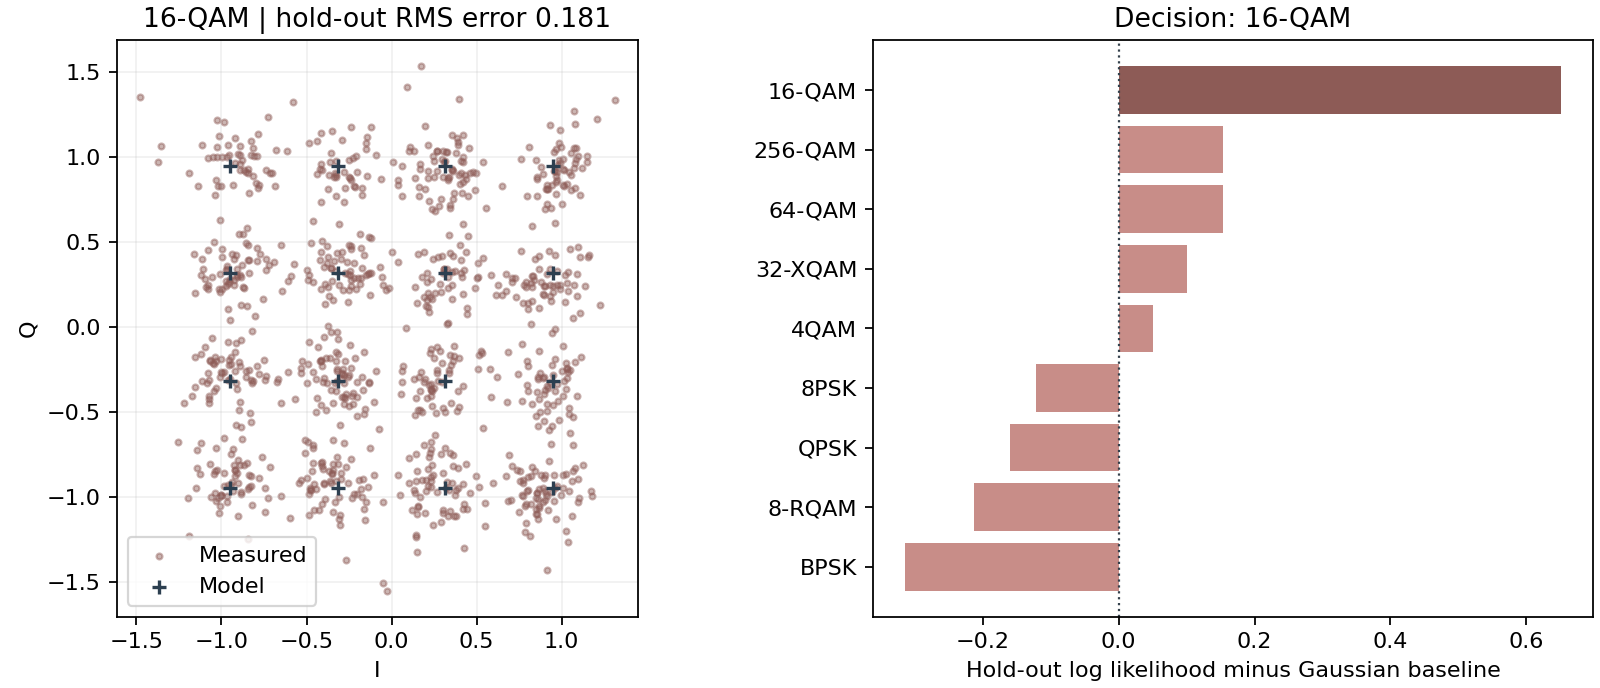 16-QAM | hold-out RMS error 0.181
1.5
1.0
0.5
0.0
−0.5
−1.0
−1.5
Q
Measured
Model
−1.5
−1.0
−0.5
0.0
0.5
1.0
I
Decision: 16-QAM
16-QAM
256-QAM
64-QAM
32-XQAM
4QAM
8PSK
QPSK
8-RQAM
BPSK
−0.2
0.0
0.2
0.4
0.6
Hold-out log likelihood minus Gaussian baseline